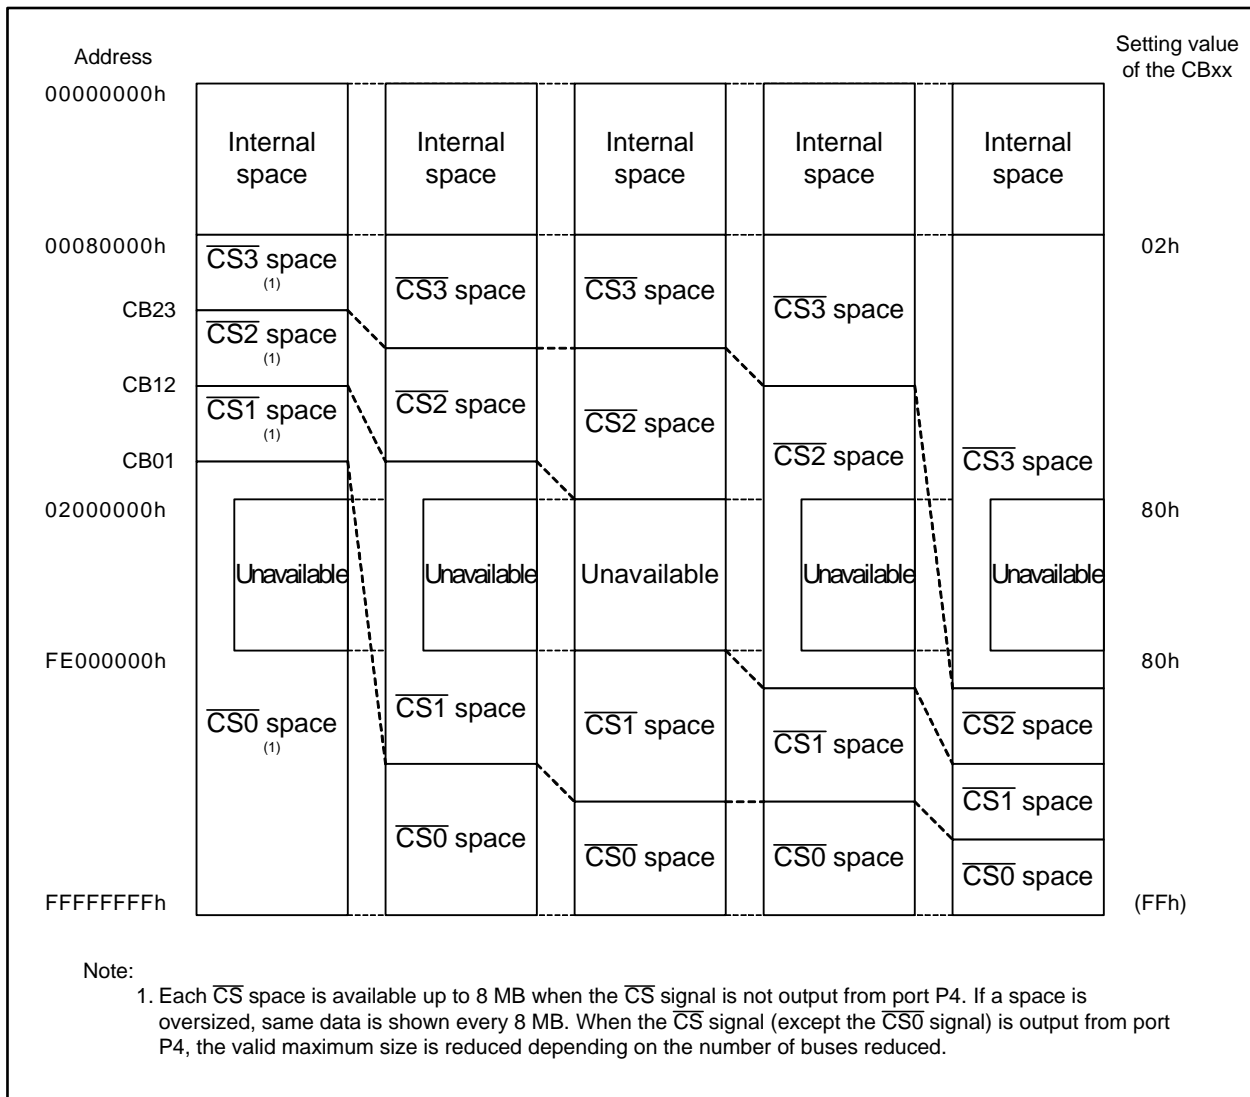 Address
Setting value
of the CBxx
00000000h
Internal
space
Internal
space
Internal
space
Internal
space
Internal
space
00080000h
02h
CS3 space
(1)
CS3 space
CS3 space
CS3 space
CB23
CS2 space
(1)
CB12
CS2 space
CS2 space
CS2 space
CS1 space
(1)
CB01
CS3 space
02000000h
80h
Unavailable
Unavailable
Unavailable
Unavailable
Unavailable
FE000000h
80h
CS0 space
(1)
CS1 space
CS1 space
CS1 space
CS2 space
CS1 space
CS0 space
CS0 space
CS0 space
CS0 space
FFFFFFFFh
(FFh)
Note:
1. Each CS space is available up to 8 MB when the CS signal is not output from port P4. If a space is
oversized, same data is shown every 8 MB. When the CS signal (except the CS0 signal) is output from port
P4, the valid maximum size is reduced depending on the number of buses reduced.